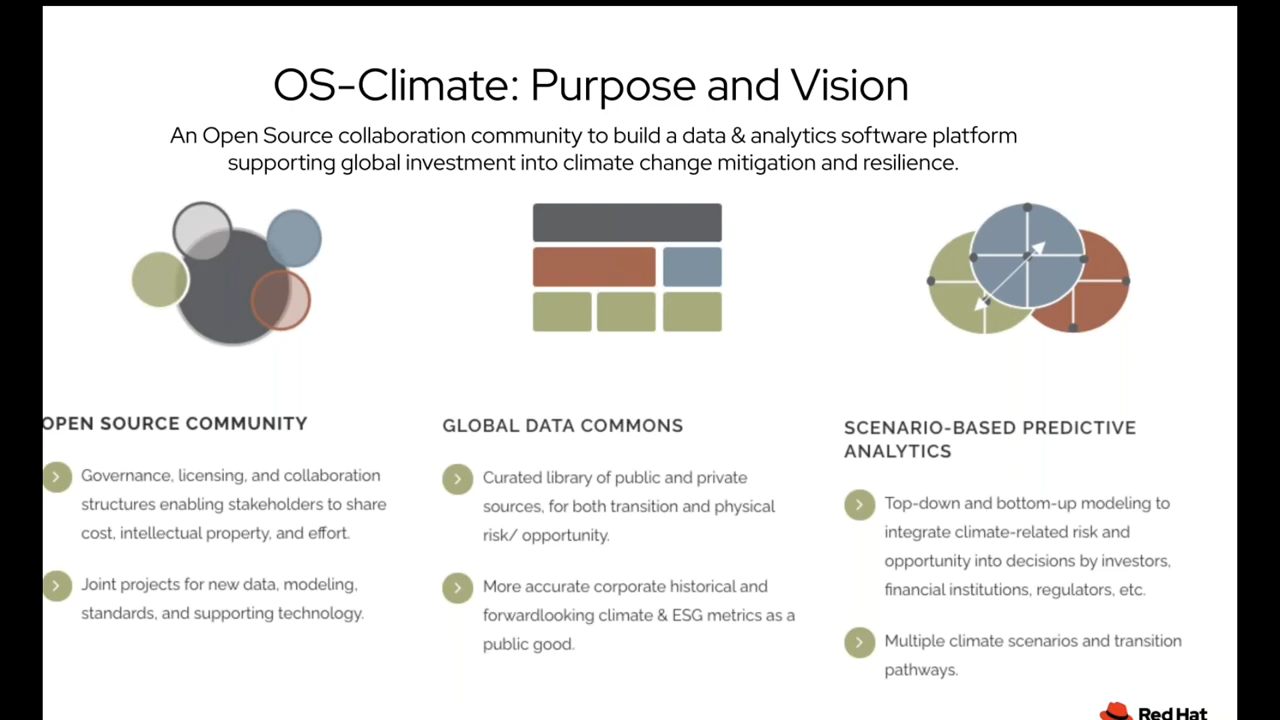 OS-Climate: Purpose and Vision
An Open Source collaboration community to build a data & analytics software platform
supporting global investment into climate change mitigation and resilience.
OPEN SOURCE COMMUNITY
Governance, licensing, and collaboration
structures enabling stakeholders to share
cost, intellectual property, and effort.
Joint projects for new data, modeling,
standards, and supporting technology.
GLOBAL DATA COMMONS
Curated library of public and private
sources, for both transition and physical
risk/ opportunity.
More accurate corporate historical and
forwardlooking climate & ESG metrics as a
public good.
SCENARIO-BASED PREDICTIVE
ANALYTICS
Top-down and bottom-up modeling to
integrate climate-related risk and
opportunity into decisions by investors,
financial institutions, regulators, etc.
Multiple climate scenarios and transition
pathways.
Red Hat